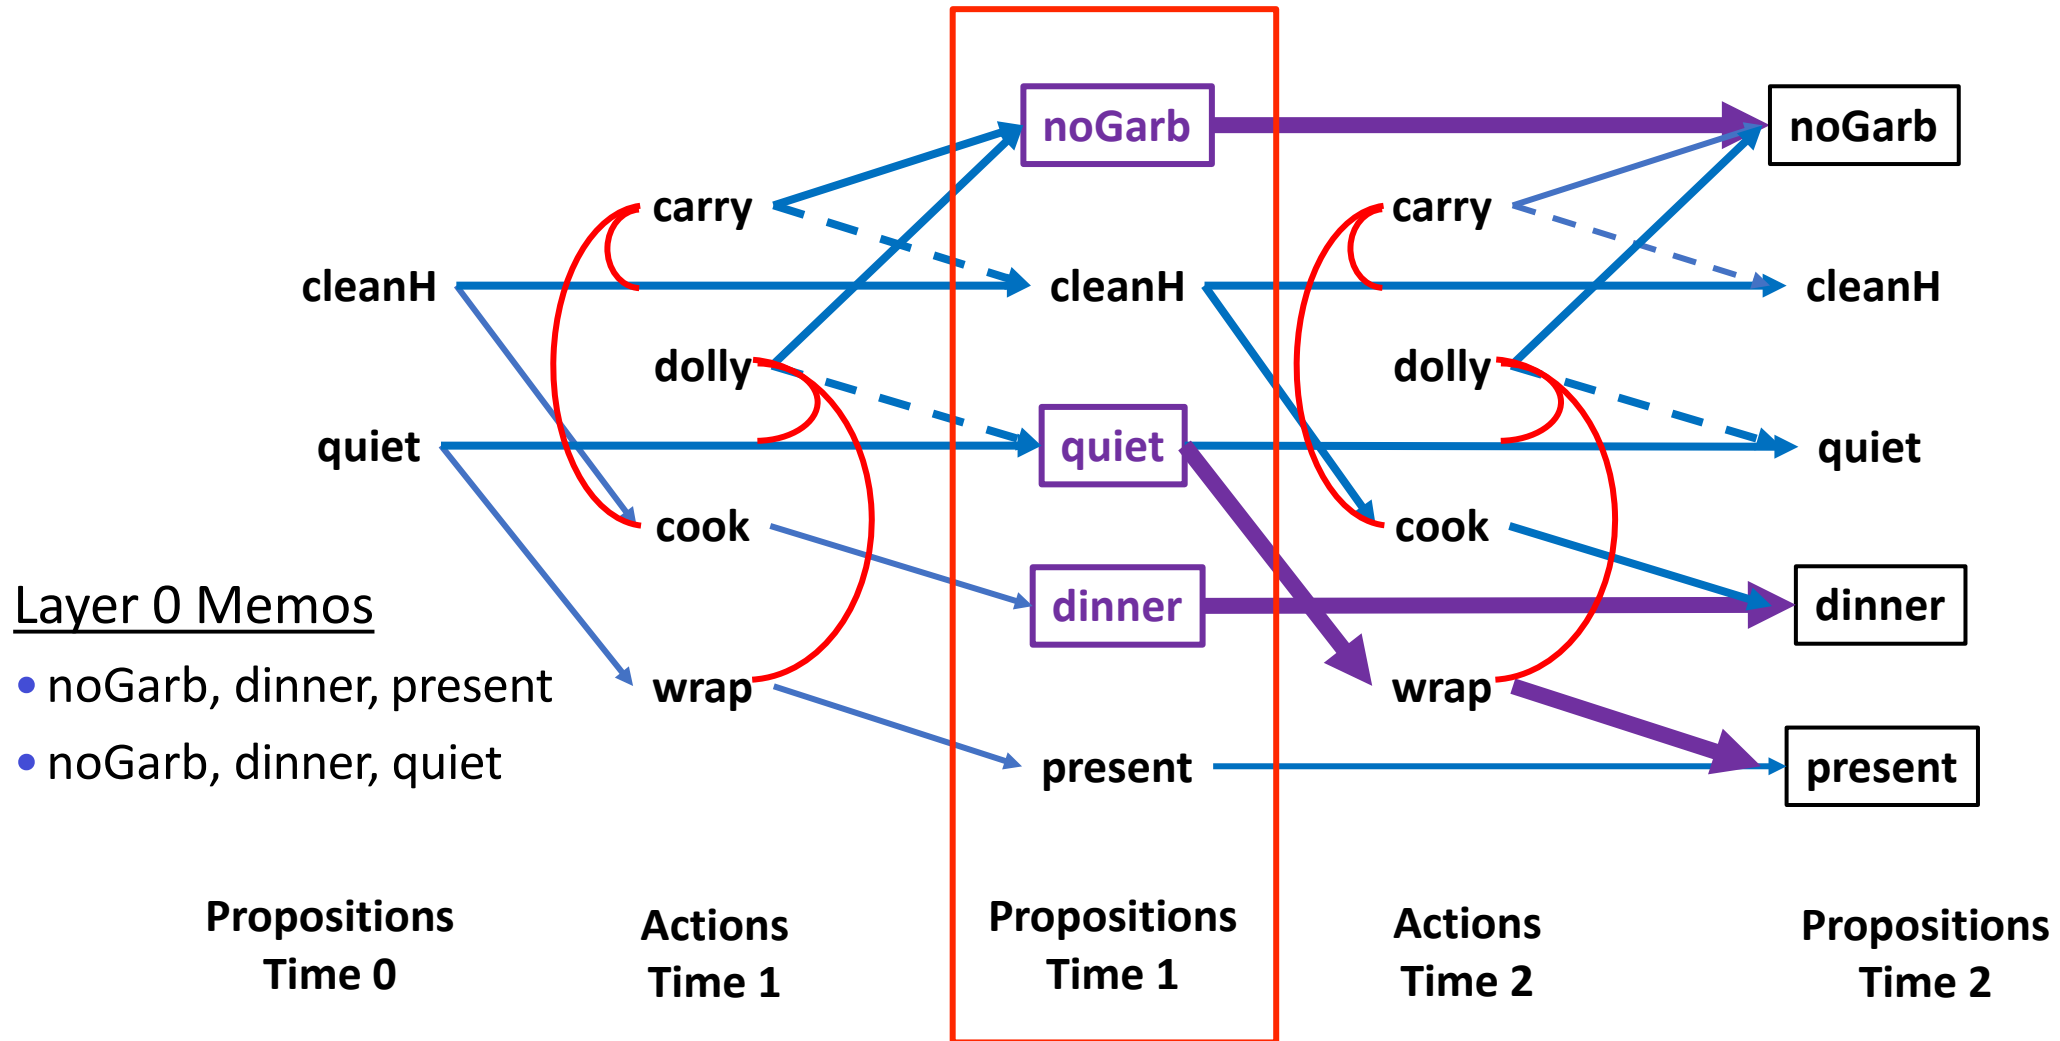 noGarb
noGarb
carry
carry
cleanH
cleanH
cleanH
dolly
dolly
quiet
quiet
quiet
cook
cook
Layer 0 Memos
dinner
dinner
• noGarb, dinner, present
wrap
wrap
• noGarb, dinner, quiet
present
present
Propositions
Time 0
Actions
Time 1
Propositions
Time 1
Actions
Time 2
Propositions
Time 2